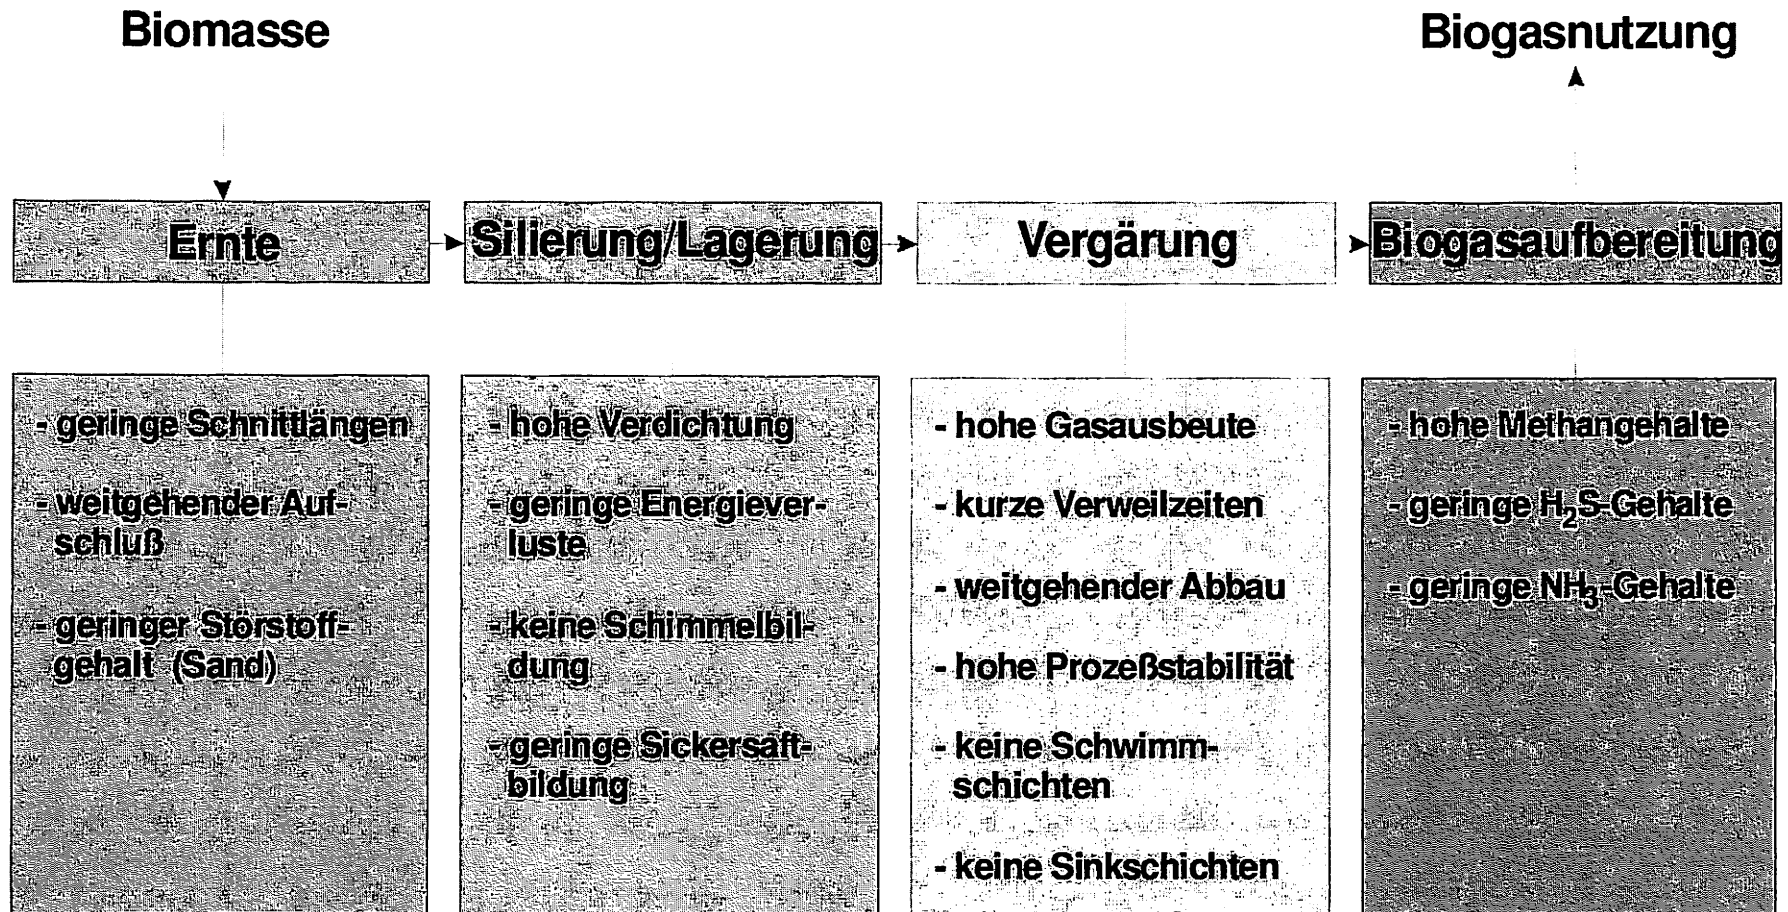 Biomasse
Biogasnutzung
Ernte
Silierung/Lagerung
Vergärung
Biogasaufbereitung
- geringe Schnittlängen
- weitgehender Auf-
schluß
- geringer Störstoff-
gehalt (Sand)
- hohe Verdichtung
- geringe Energiever-
luste
- keine Schimmelbil-
dung
- geringe Sickersaft-
bildung
- hohe Gasausbeute
- kurze Verweilzeiten
- weitgehender Abbau
- hohe Prozeßstabilität
- keine Schwimm-
schichten
- keine Sinkschichten
- hohe Methangehalte
- geringe H₂S-Gehalte
- geringe NH₃-Gehalte